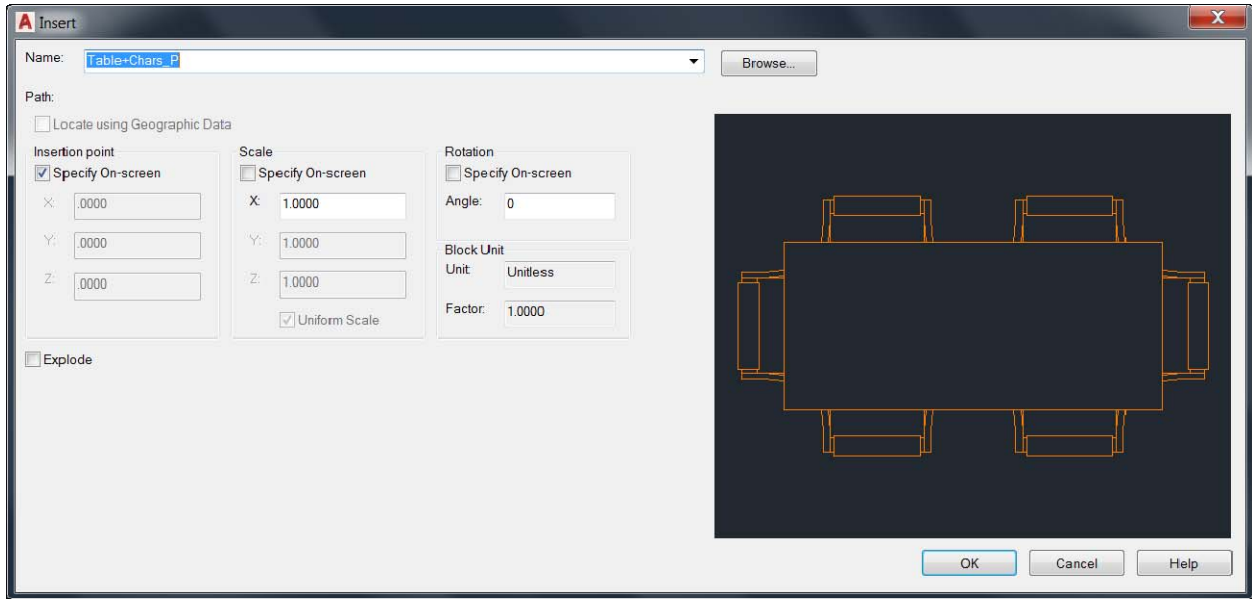 A Insert
X
Name: Table+Chars_P Browse...
Path:
Locate using Geographic Data
Insertion point
Specify On-screen
X: .0000
Y: .0000
Z: .0000
Scale
Specify On-screen
X: 1.0000
Y: 1.0000
Z: 1.0000
Uniform Scale
Rotation
Specify On-screen
Angle: 0
Block Unit
Unit: Unitless
Factor: 1.0000
Explode
OK Cancel Help